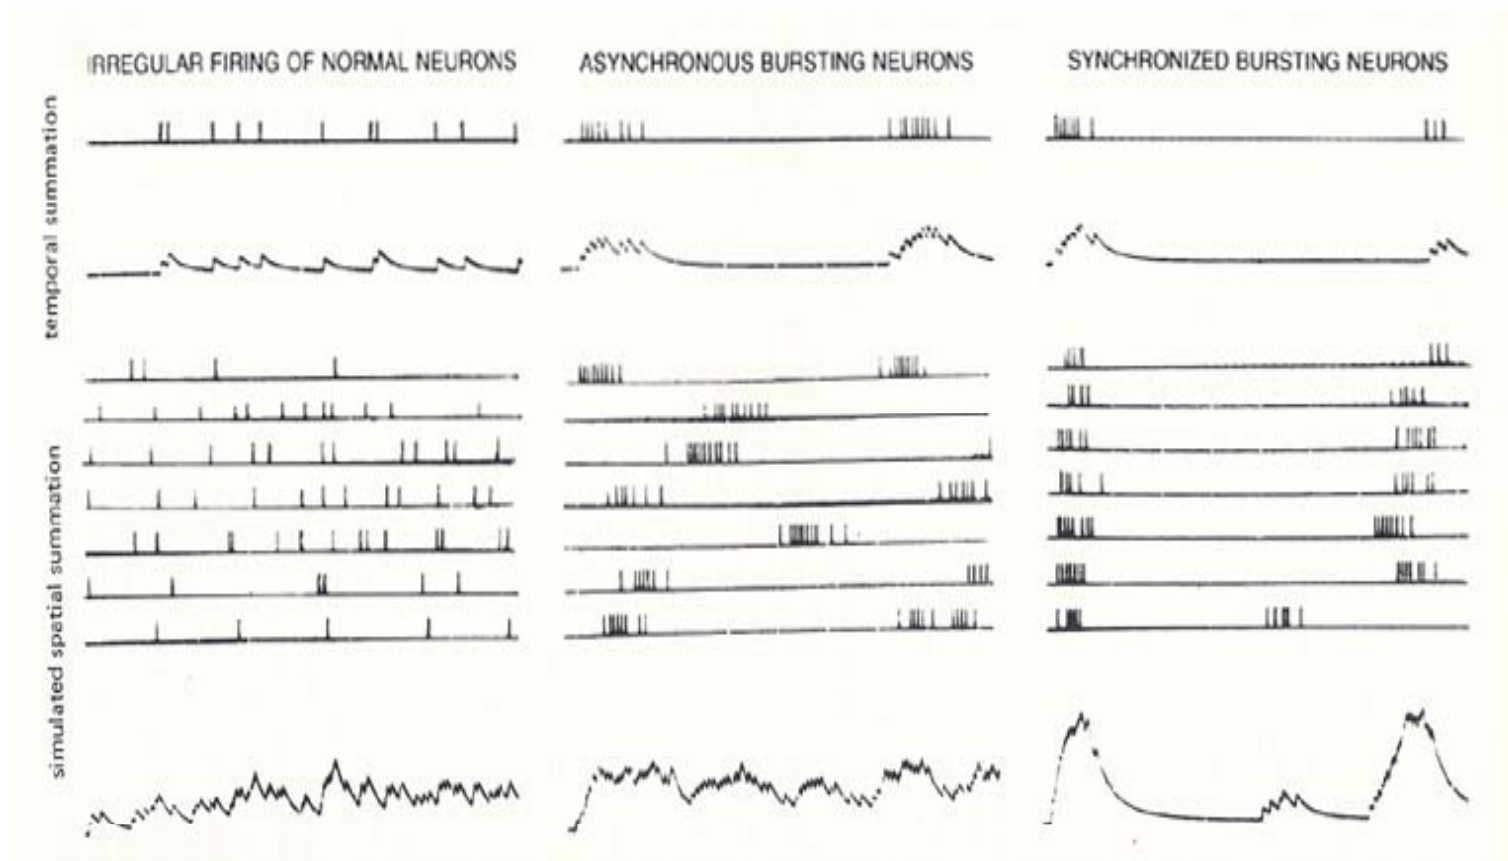 IRREGULAR FIRING OF NORMAL NEURONS
ASYNCHRONOUS BURSTING NEURONS
SYNCHRONIZED BURSTING NEURONS
temporal summation
simulated spatial summation